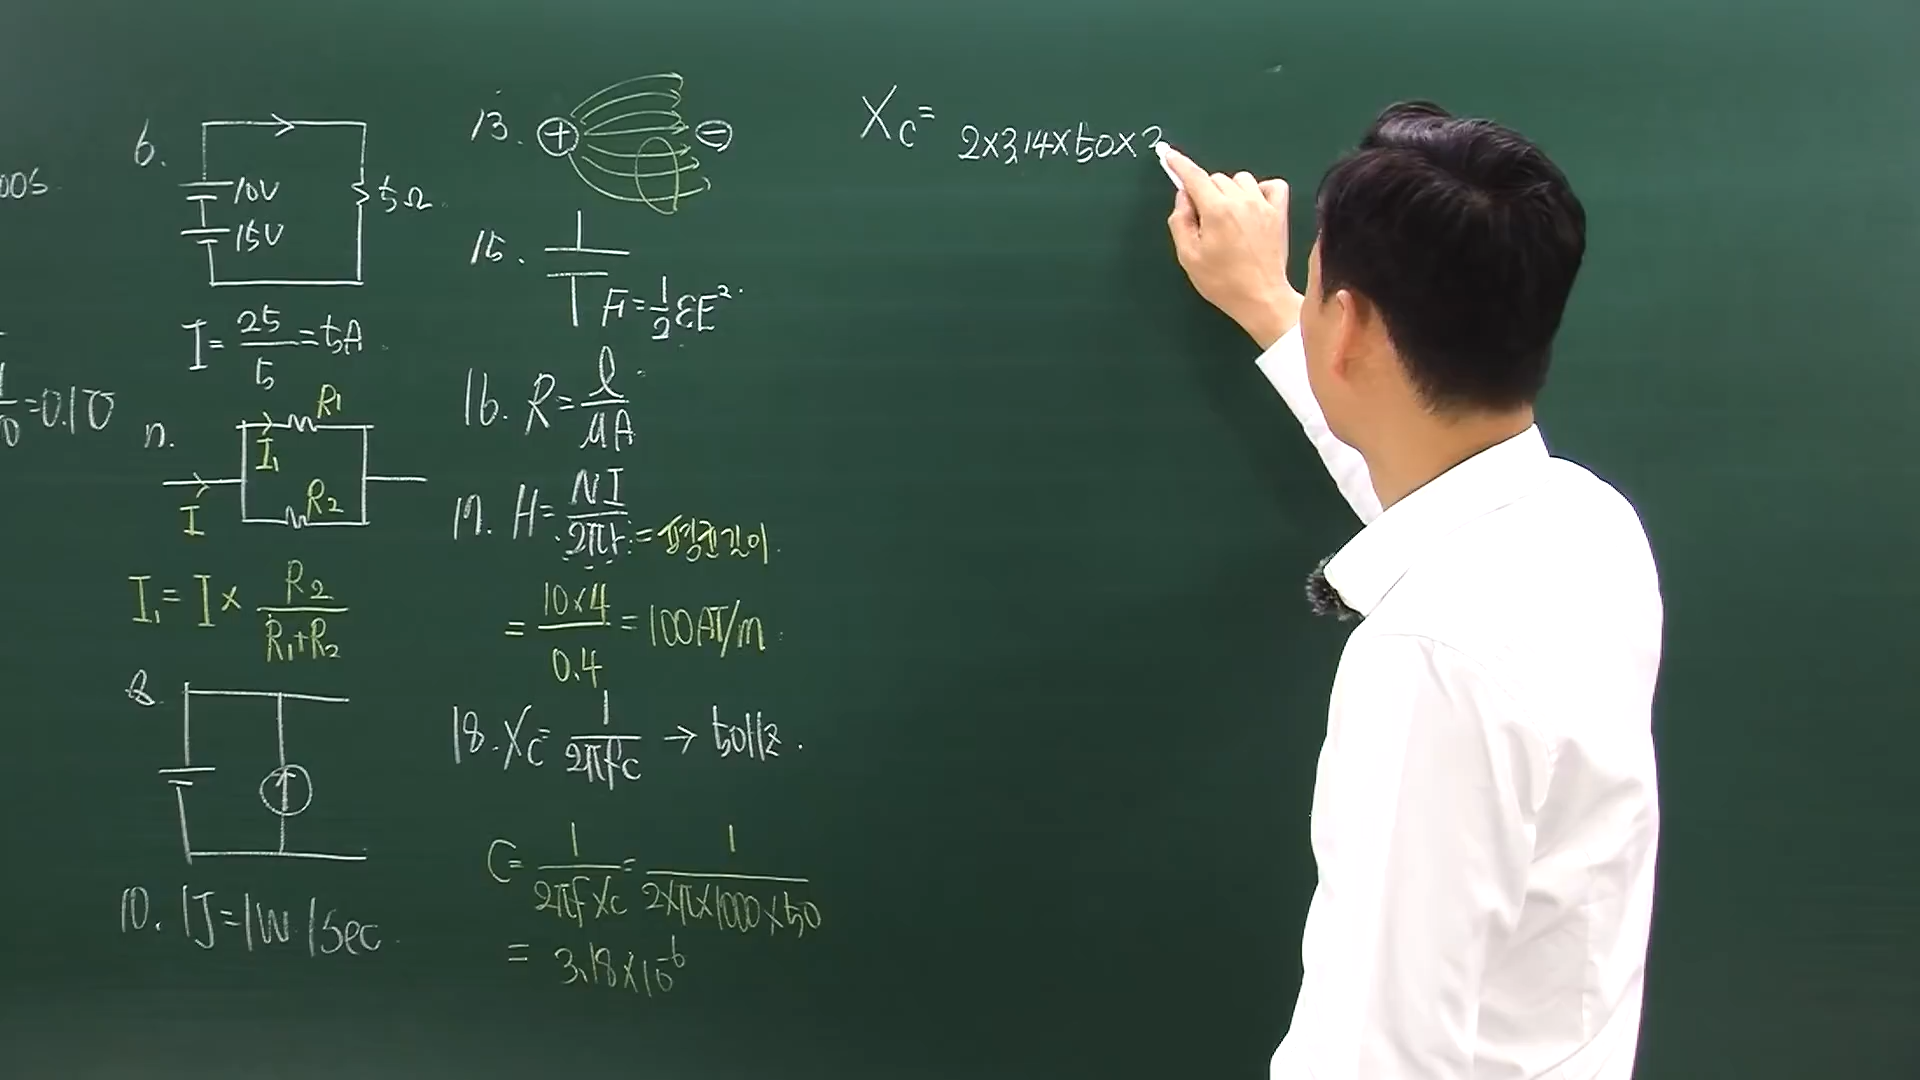 00s
=0.1℧
6.
10V
15V
5Ω
I = 25/5 = 5A
7.
R1
I1
I
R2
I1 = I × R2/(R1+R2)
8.
10. 1J = 1W·1sec
13. + −
15.
F = 1/2 εE²
16. R = l/μA
17. H = NI/2πr = 평균길이
= 10×4/0.4 = 100AT/m
18. Xc = 1/2πfc → 50Hz
C = 1/2πfXc = 1/2×π×1000×50
= 3.18×10⁻⁶
Xc =
2×3.14×50×3